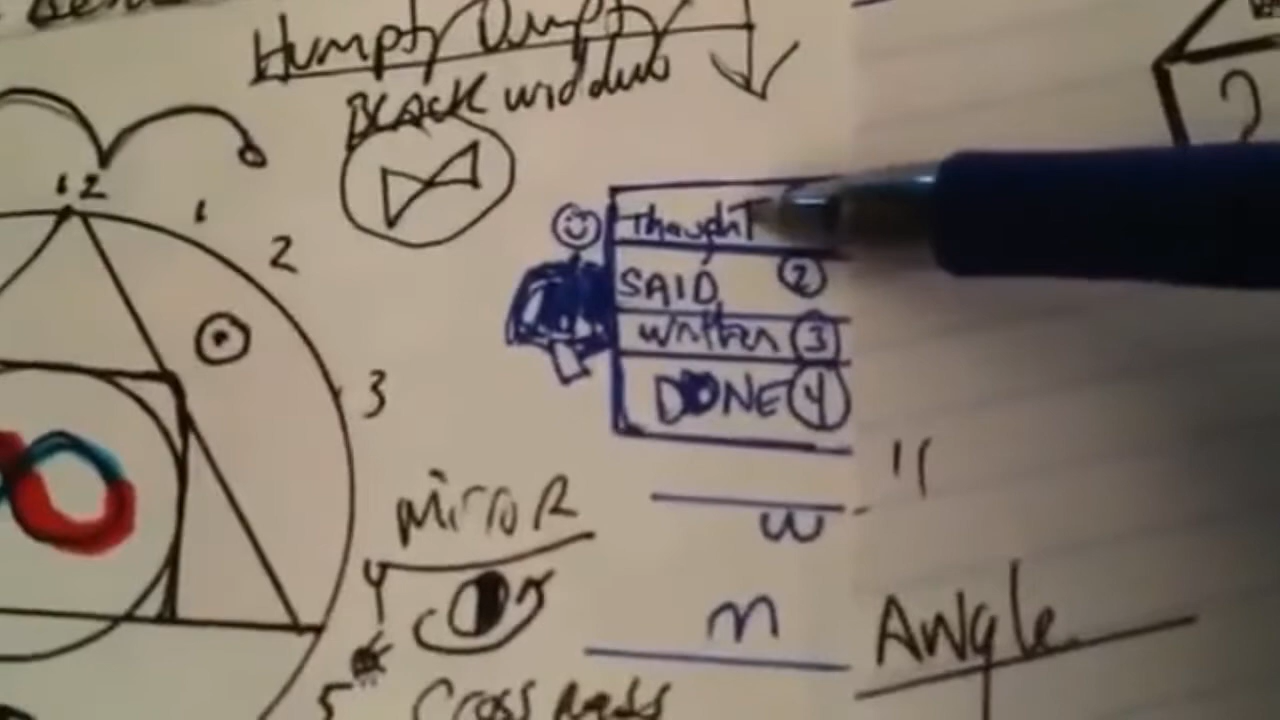 Humpty Dumpty
BLACK widdow
12
1
2
3
?
thought
SAID 2
written 3
DONE 4
11
w
mirror
m
Angle
5
Cross